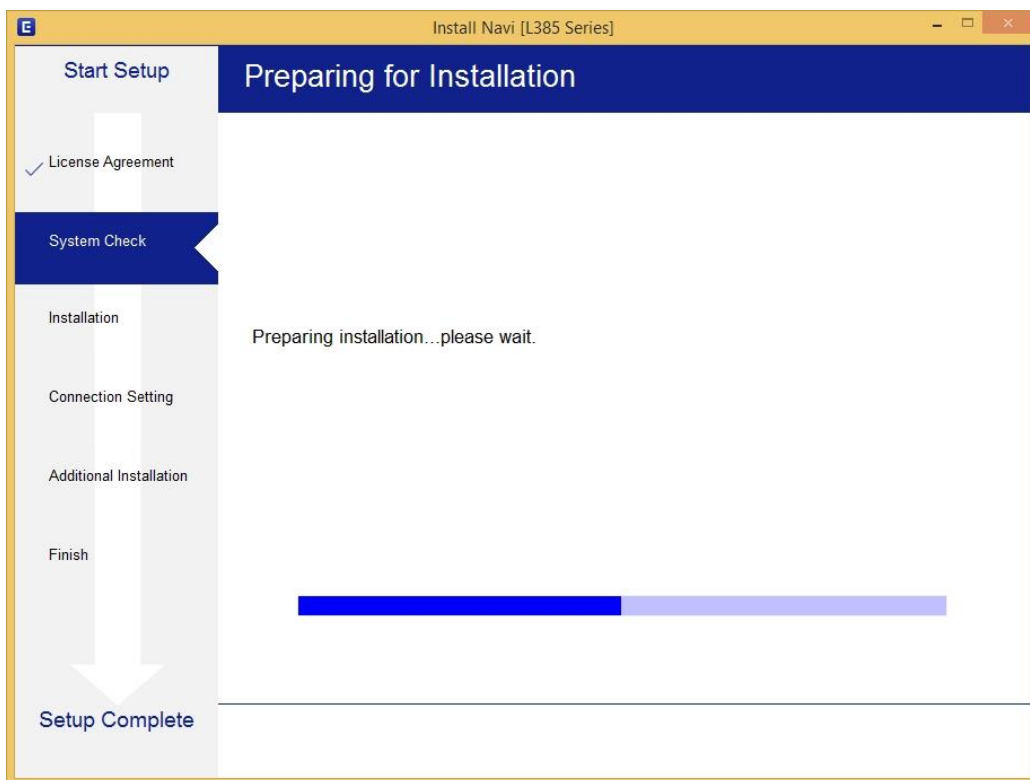 E
Install Navi [L385 Series]
Start Setup
Preparing for Installation
License Agreement
System Check
Installation
Preparing installation...please wait.
Connection Setting
Additional Installation
Finish
Setup Complete